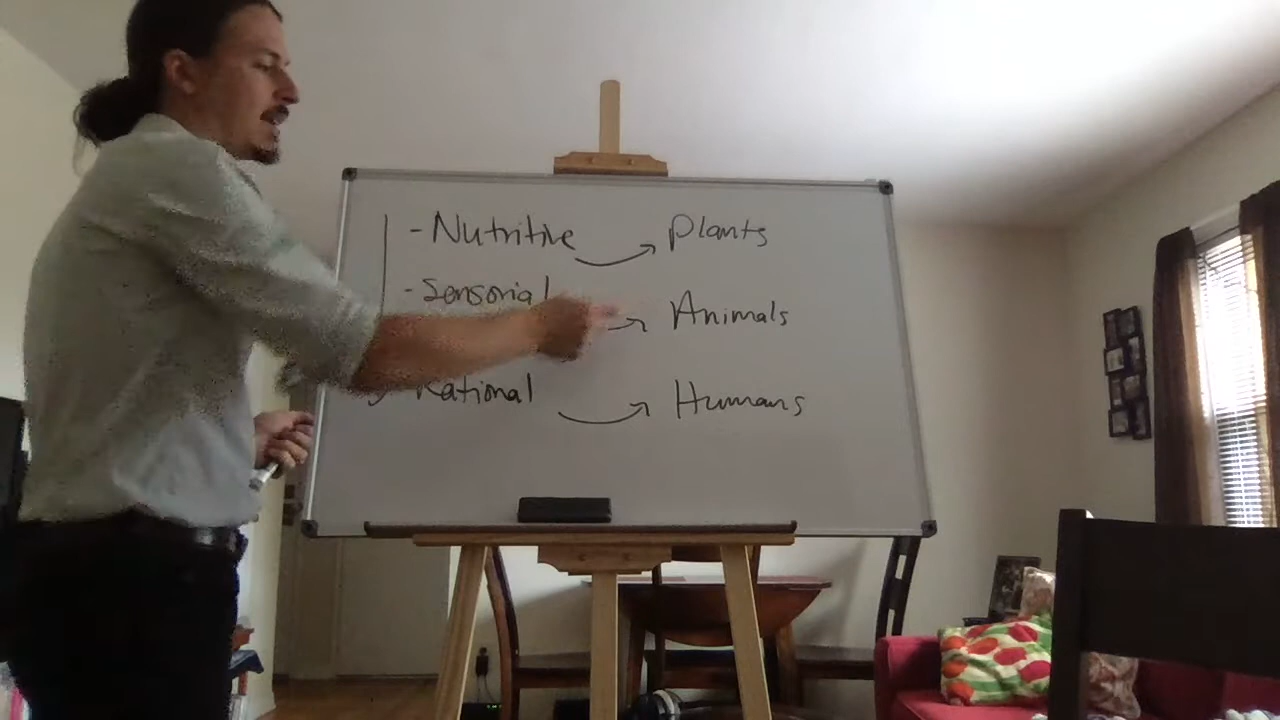 - Nutritive → Plants
- Sensorial → Animals
Rational → Humans